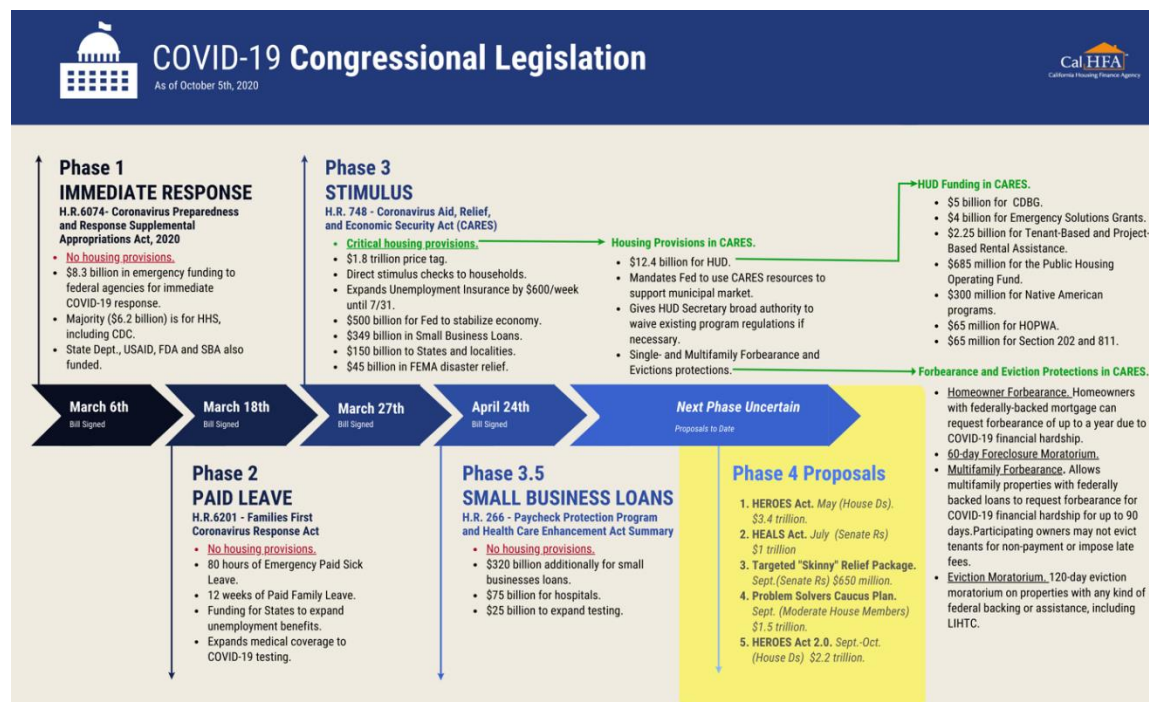 COVID-19 Congressional Legislation
As of October 5th, 2020
CalHFA
California Housing Finance Agency
Phase 1
IMMEDIATE RESPONSE
H.R.6074- Coronavirus Preparedness
and Response Supplemental
Appropriations Act, 2020
• No housing provisions.
• $8.3 billion in emergency funding to
federal agencies for immediate
COVID-19 response.
• Majority ($6.2 billion) is for HHS,
including CDC.
• State Dept., USAID, FDA and SBA also
funded.
Phase 3
STIMULUS
H.R. 748 - Coronavirus Aid, Relief,
and Economic Security Act (CARES)
• Critical housing provisions.
• $1.8 trillion price tag.
• Direct stimulus checks to households.
• Expands Unemployment Insurance by $600/week
until 7/31.
• $500 billion for Fed to stabilize economy.
• $349 billion in Small Business Loans.
• $150 billion to States and localities.
• $45 billion in FEMA disaster relief.
Housing Provisions in CARES.
• $12.4 billion for HUD.
• Mandates Fed to use CARES resources to
support municipal market.
• Gives HUD Secretary broad authority to
waive existing program regulations if
necessary.
• Single- and Multifamily Forbearance and
Evictions protections.
HUD Funding in CARES.
• $5 billion for CDBG.
• $4 billion for Emergency Solutions Grants.
• $2.25 billion for Tenant-Based and Project-
Based Rental Assistance.
• $685 million for the Public Housing
Operating Fund.
• $300 million for Native American
programs.
• $65 million for HOPWA.
• $65 million for Section 202 and 811.
Forbearance and Eviction Protections in CARES.
• Homeowner Forbearance. Homeowners
with federally-backed mortgage can
request forbearance of up to a year due to
COVID-19 financial hardship.
• 60-day Foreclosure Moratorium.
• Multifamily Forbearance. Allows
multifamily properties with federally
backed loans to request forbearance for
COVID-19 financial hardship for up to 90
days.Participating owners may not evict
tenants for non-payment or impose late
fees.
• Eviction Moratorium. 120-day eviction
moratorium on properties with any kind of
federal backing or assistance, including
LIHTC.
March 6th
Bill Signed
March 18th
Bill Signed
March 27th
Bill Signed
April 24th
Bill Signed
Next Phase Uncertain
Proposals to Date
Phase 2
PAID LEAVE
H.R.6201 - Families First
Coronavirus Response Act
• No housing provisions.
• 80 hours of Emergency Paid Sick
Leave.
• 12 weeks of Paid Family Leave.
• Funding for States to expand
unemployment benefits.
• Expands medical coverage to
COVID-19 testing.
Phase 3.5
SMALL BUSINESS LOANS
H.R. 266 - Paycheck Protection Program
and Health Care Enhancement Act Summary
• No housing provisions.
• $320 billion additionally for small
businesses loans.
• $75 billion for hospitals.
• $25 billion to expand testing.
Phase 4 Proposals
1. HEROES Act. May (House Ds).
$3.4 trillion.
2. HEALS Act. July (Senate Rs)
$1 trillion
3. Targeted "Skinny" Relief Package.
Sept.(Senate Rs) $650 million.
4. Problem Solvers Caucus Plan.
Sept. (Moderate House Members)
$1.5 trillion.
5. HEROES Act 2.0. Sept.-Oct.
(House Ds) $2.2 trillion.